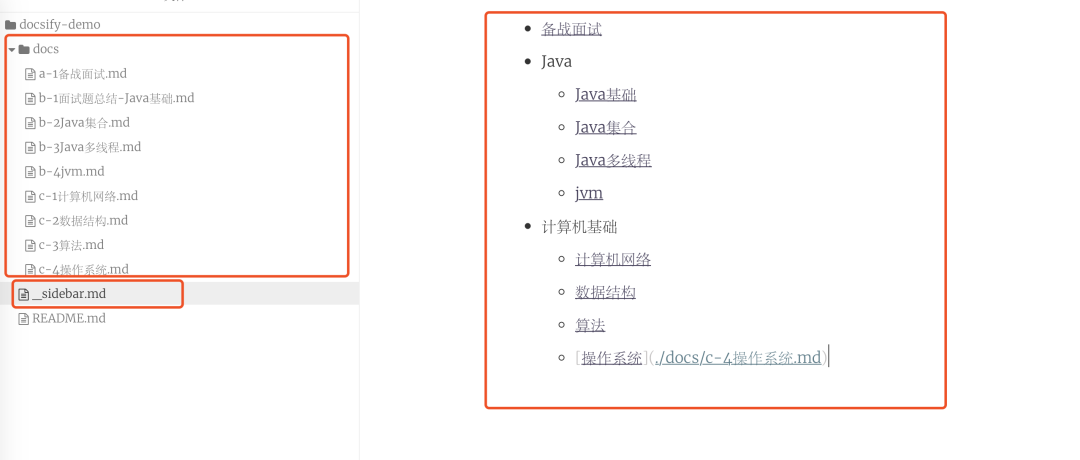 docsify-demo
docs
a-1备战面试.md
b-1面试题总结-Java基础.md
b-2Java集合.md
b-3Java多线程.md
b-4jvm.md
c-1计算机网络.md
c-2数据结构.md
c-3算法.md
c-4操作系统.md
_sidebar.md
README.md
备战面试
Java
Java基础
Java集合
Java多线程
jvm
计算机基础
计算机网络
数据结构
算法
[操作系统](./docs/c-4操作系统.md)